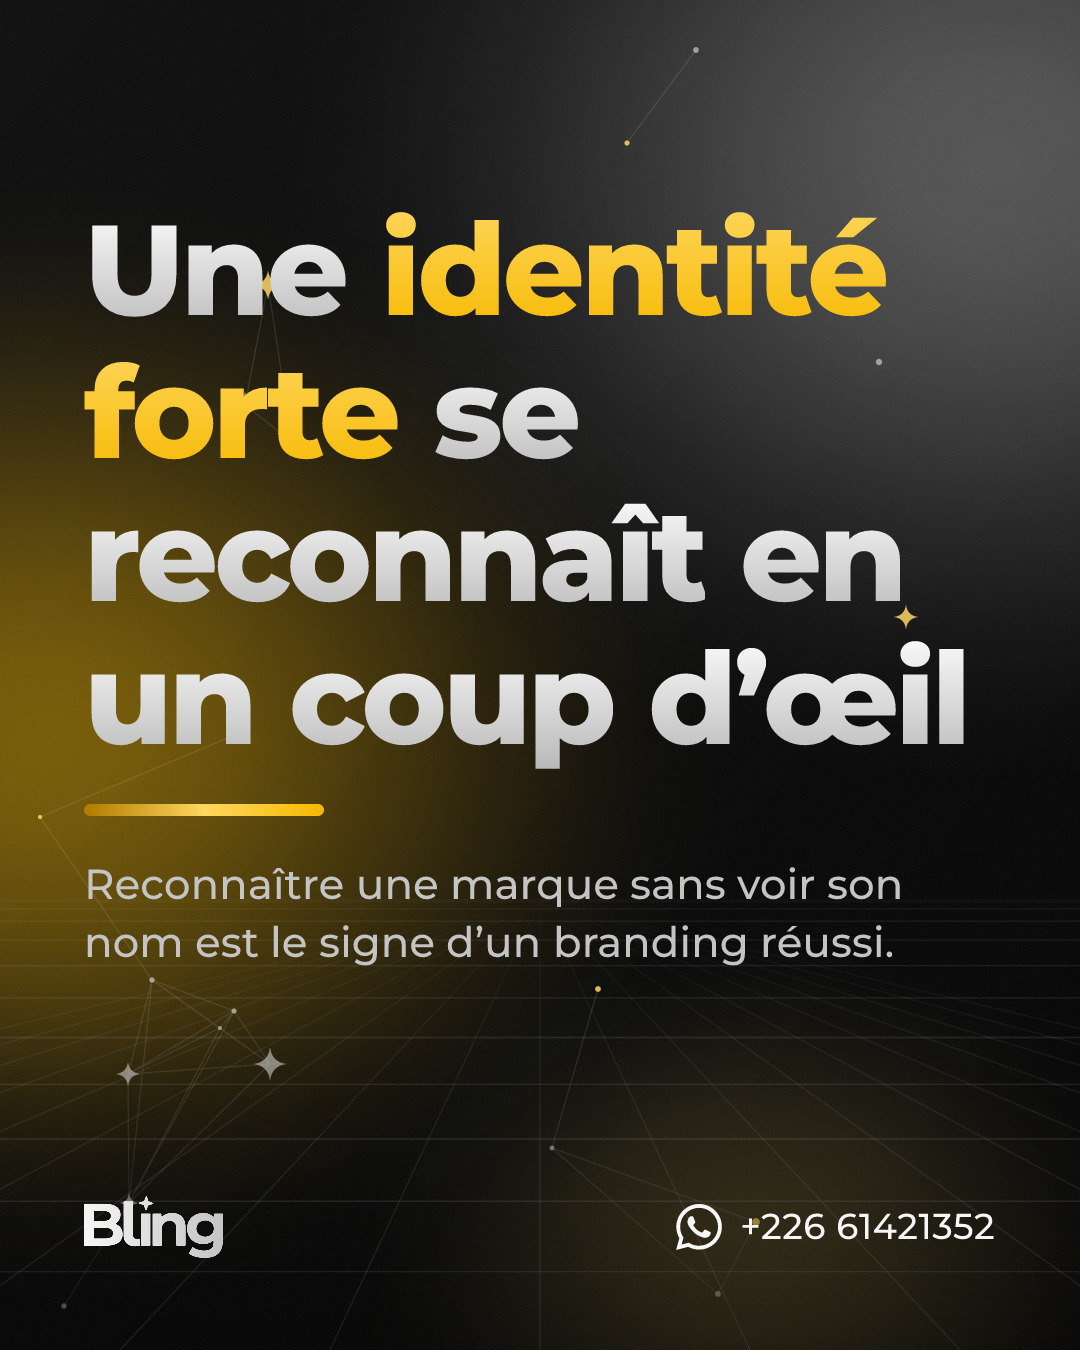 Une identité
forte se
reconnaît en
un coup d’œil
Reconnaître une marque sans voir son
nom est le signe d’un branding réussi.
Bling
+226 61421352